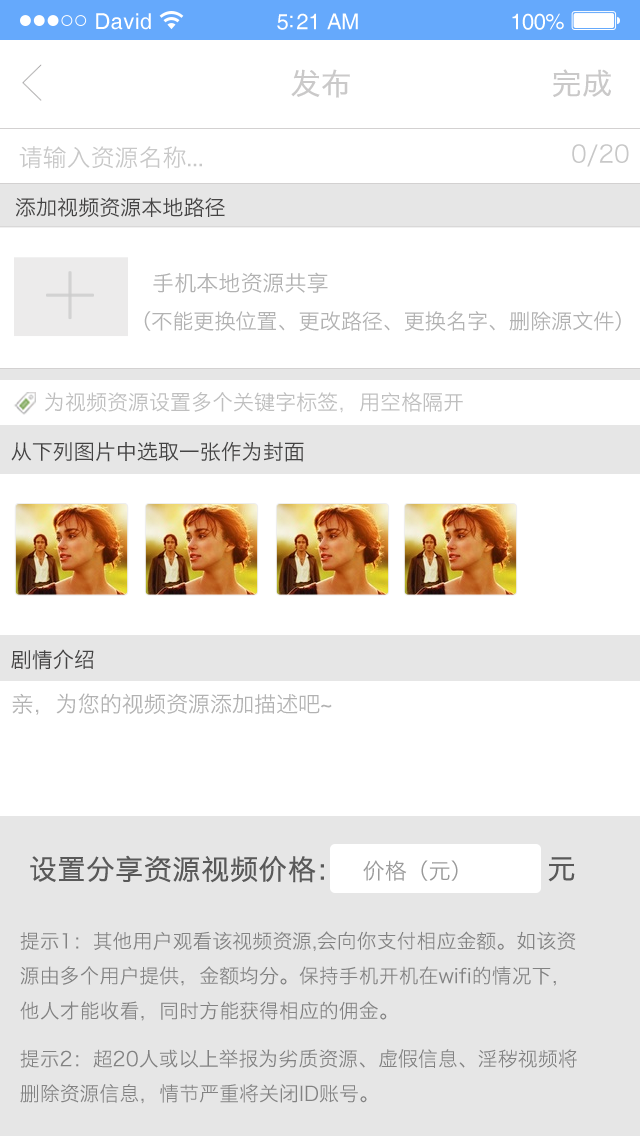 David 5:21 AM 100%
发布 完成
请输入资源名称... 0/20
添加视频资源本地路径
手机本地资源共享
（不能更换位置、更改路径、更换名字、删除源文件）
为视频资源设置多个关键字标签，用空格隔开
从下列图片中选取一张作为封面
剧情介绍
亲，为您的视频资源添加描述吧~
设置分享资源视频价格: 价格（元） 元
提示1：其他用户观看该视频资源,会向你支付相应金额。如该资
源由多个用户提供，金额均分。保持手机开机在wifi的情况下，
他人才能收看，同时方能获得相应的佣金。
提示2：超20人或以上举报为劣质资源、虚假信息、淫秽视频将
删除资源信息，情节严重将关闭ID账号。